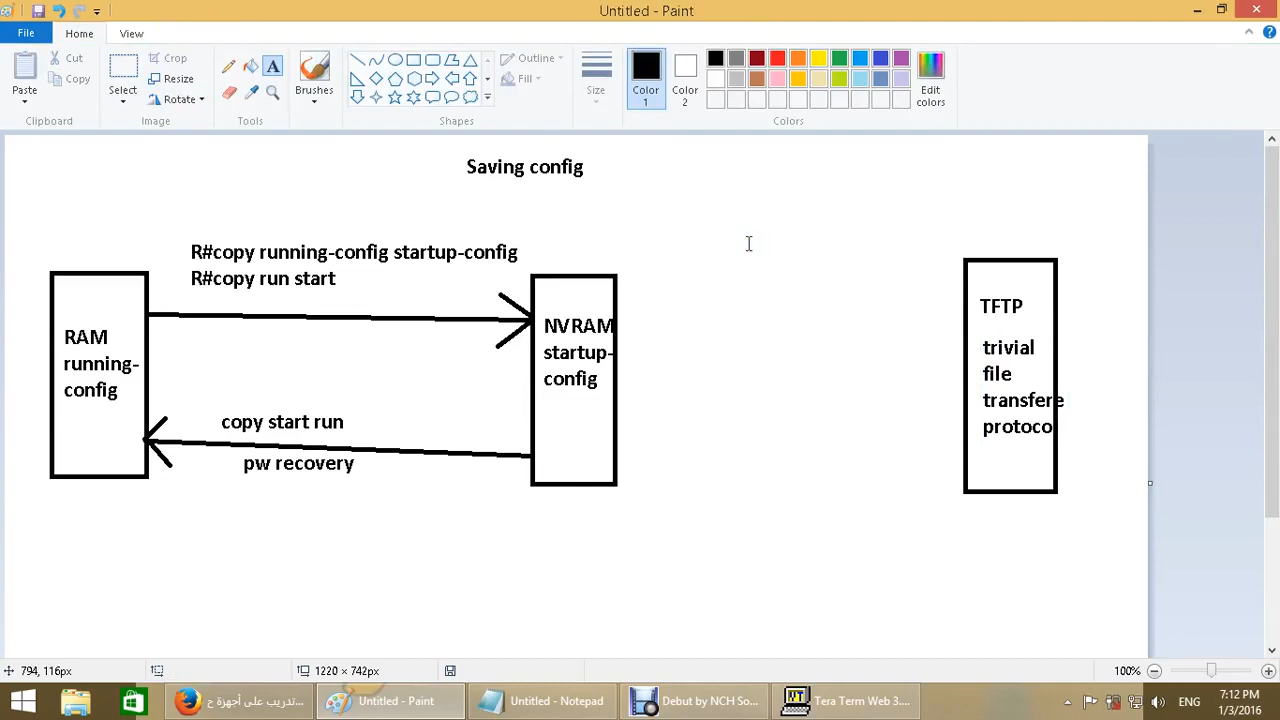 Untitled - Paint
File
Home
View
Paste
Cut
Copy
Clipboard
Select
Crop
Resize
Rotate
Image
Tools
Brushes
Shapes
Outline
Fill
Size
Color 1
Color 2
Edit colors
Colors
Saving config
R#copy running-config startup-config
R#copy run start
RAM
running-
config
NVRAM
startup-
config
TFTP
trivial
file
transfere
protoco
copy start run
pw recovery
794, 116px
1220 × 742px
100%
تدريب على أجهزة ح...
Untitled - Paint
Untitled - Notepad
Debut by NCH So...
Tera Term Web 3....
ENG
7:12 PM
1/3/2016